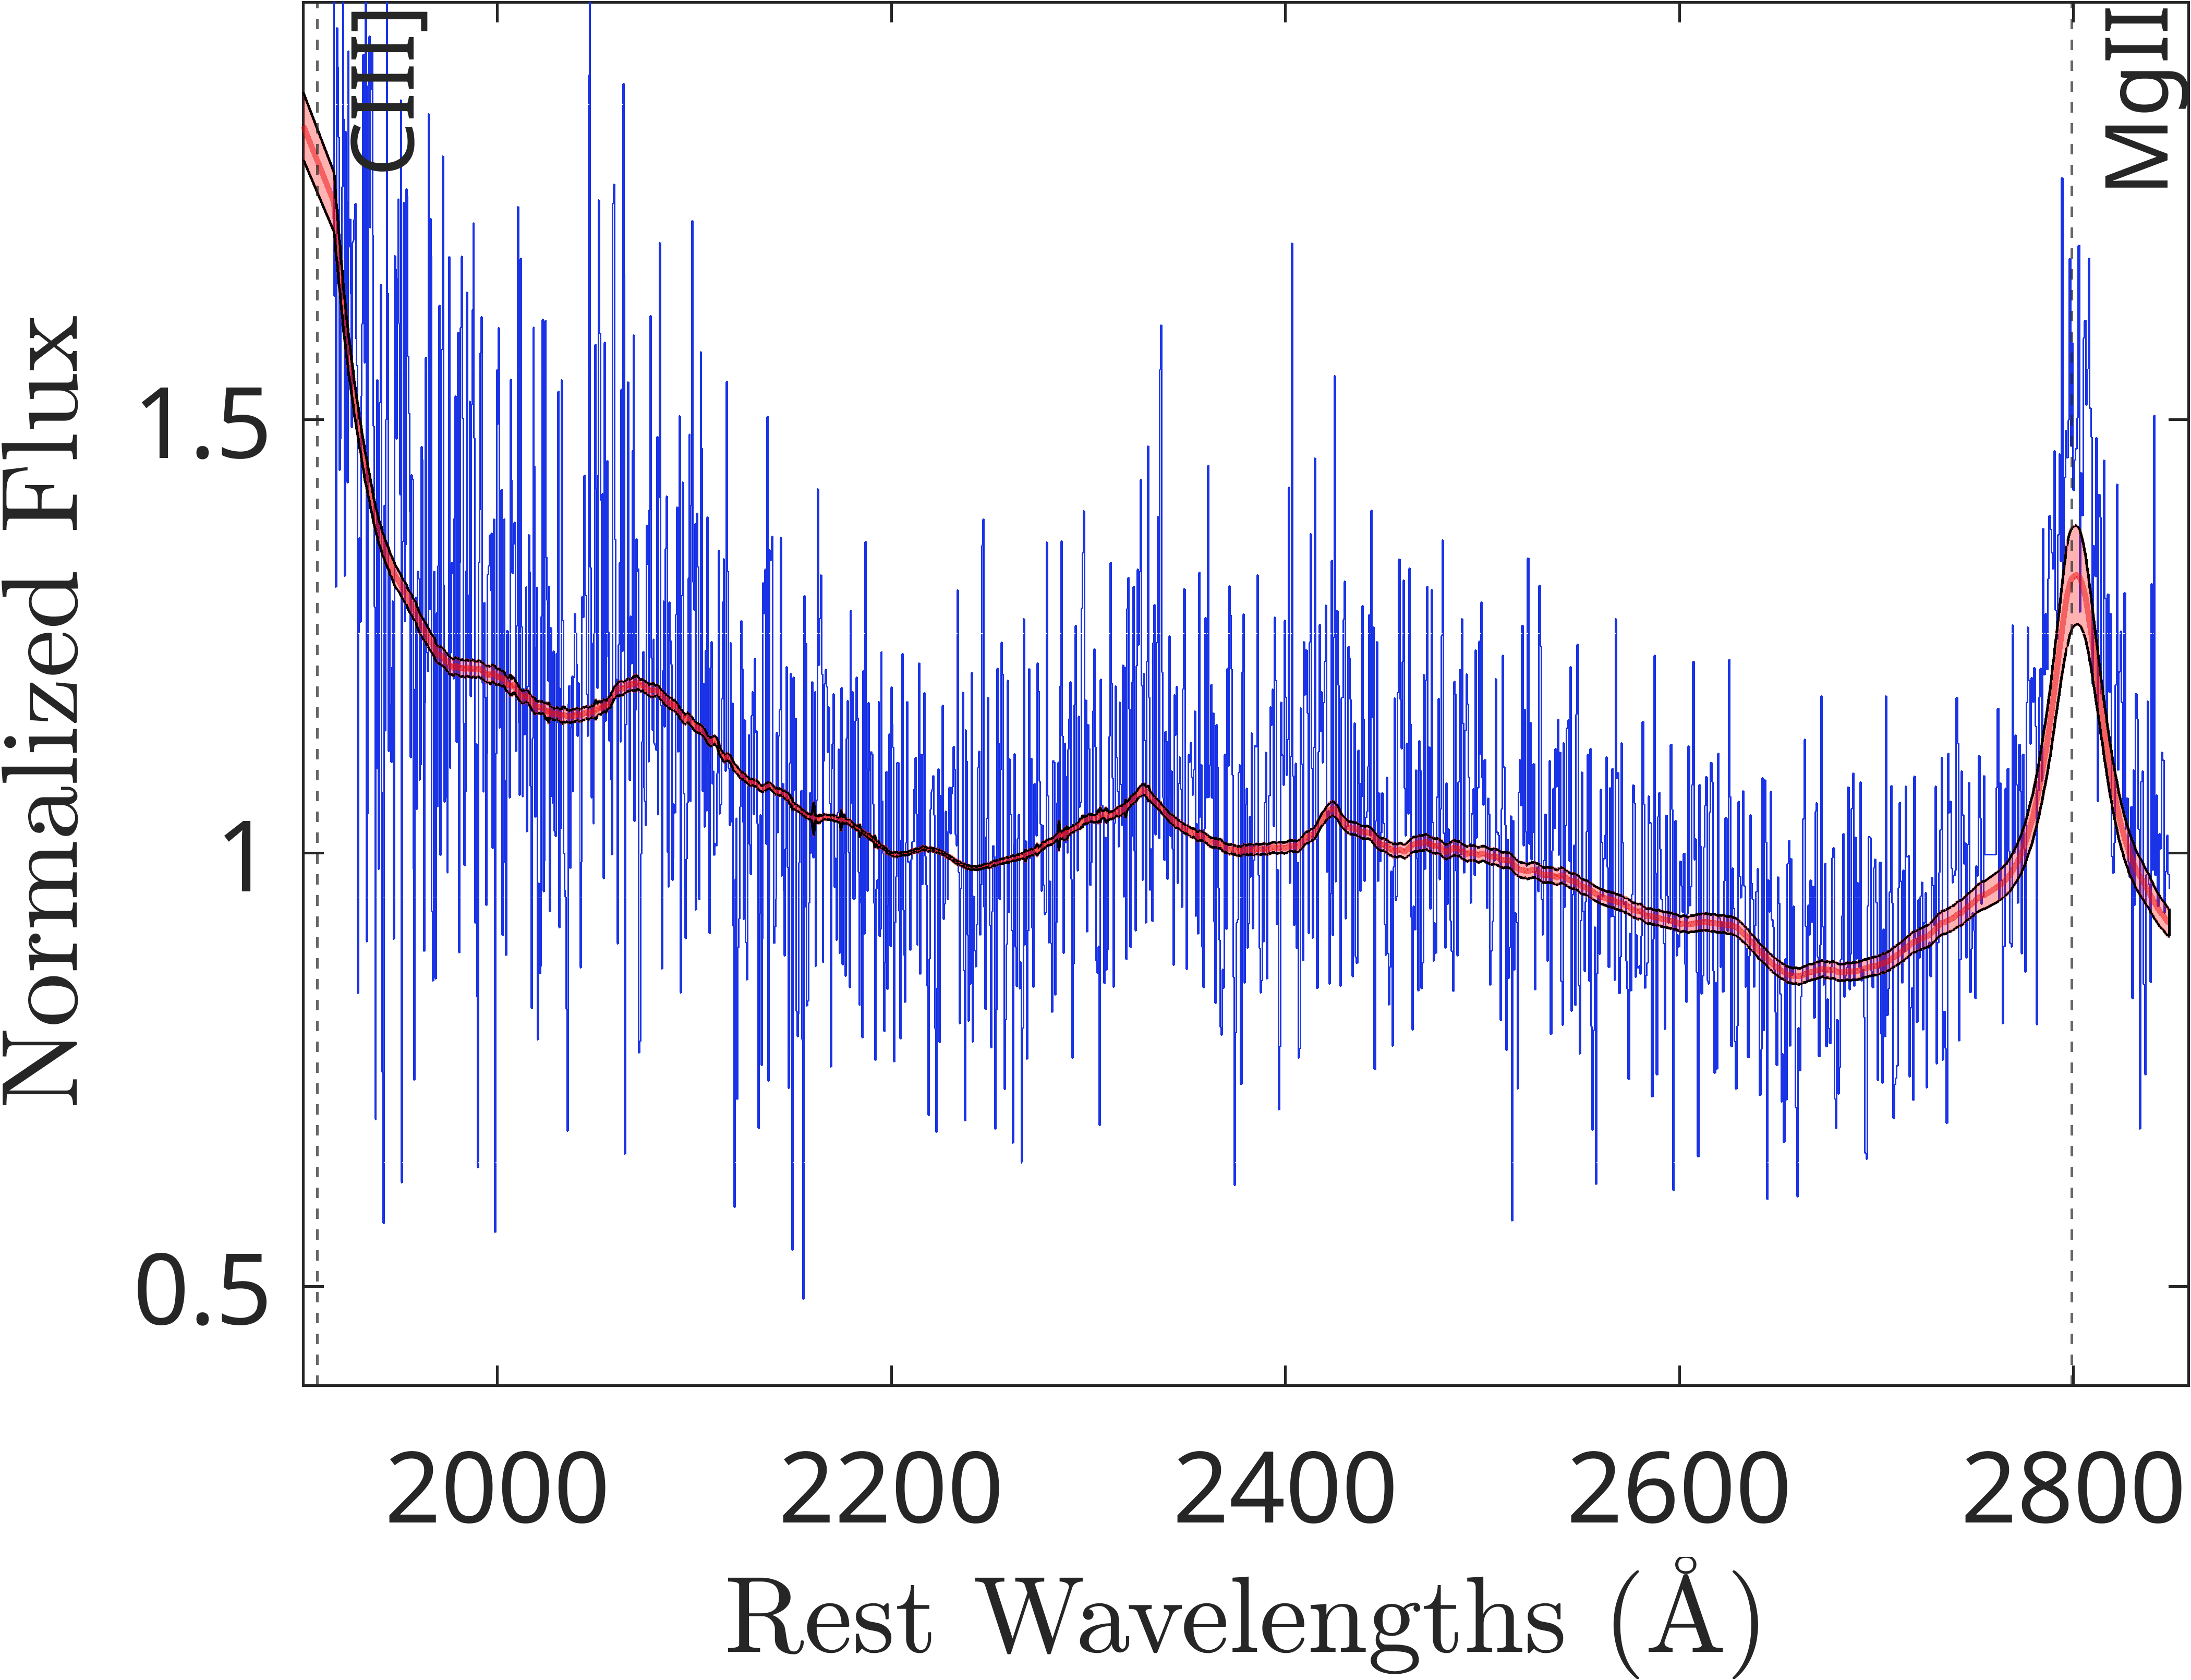 CIII]
MgII
Normalized Flux
1.5
1
0.5
2000 2200 2400 2600 2800
Rest Wavelengths (Å)